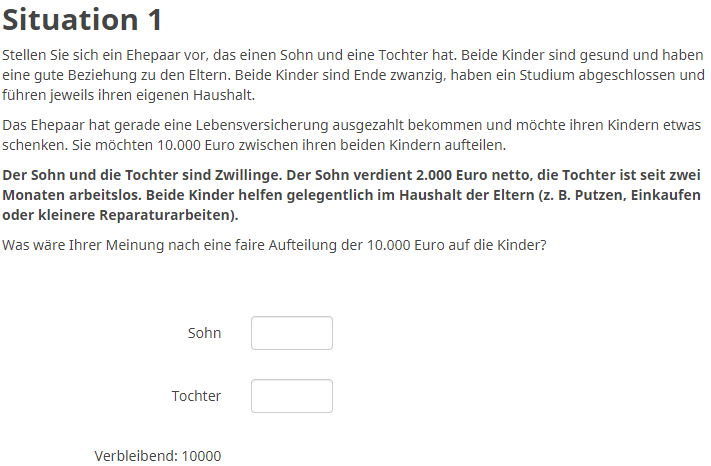 Situation 1
Stellen Sie sich ein Ehepaar vor, das einen Sohn und eine Tochter hat. Beide Kinder sind gesund und haben
eine gute Beziehung zu den Eltern. Beide Kinder sind Ende zwanzig, haben ein Studium abgeschlossen und
führen jeweils ihren eigenen Haushalt.
Das Ehepaar hat gerade eine Lebensversicherung ausgezahlt bekommen und möchte ihren Kindern etwas
schenken. Sie möchten 10.000 Euro zwischen ihren beiden Kindern aufteilen.
Der Sohn und die Tochter sind Zwillinge. Der Sohn verdient 2.000 Euro netto, die Tochter ist seit zwei
Monaten arbeitslos. Beide Kinder helfen gelegentlich im Haushalt der Eltern (z. B. Putzen, Einkaufen
oder kleinere Reparaturarbeiten).
Was wäre Ihrer Meinung nach eine faire Aufteilung der 10.000 Euro auf die Kinder?
Sohn
Tochter
Verbleibend: 10000